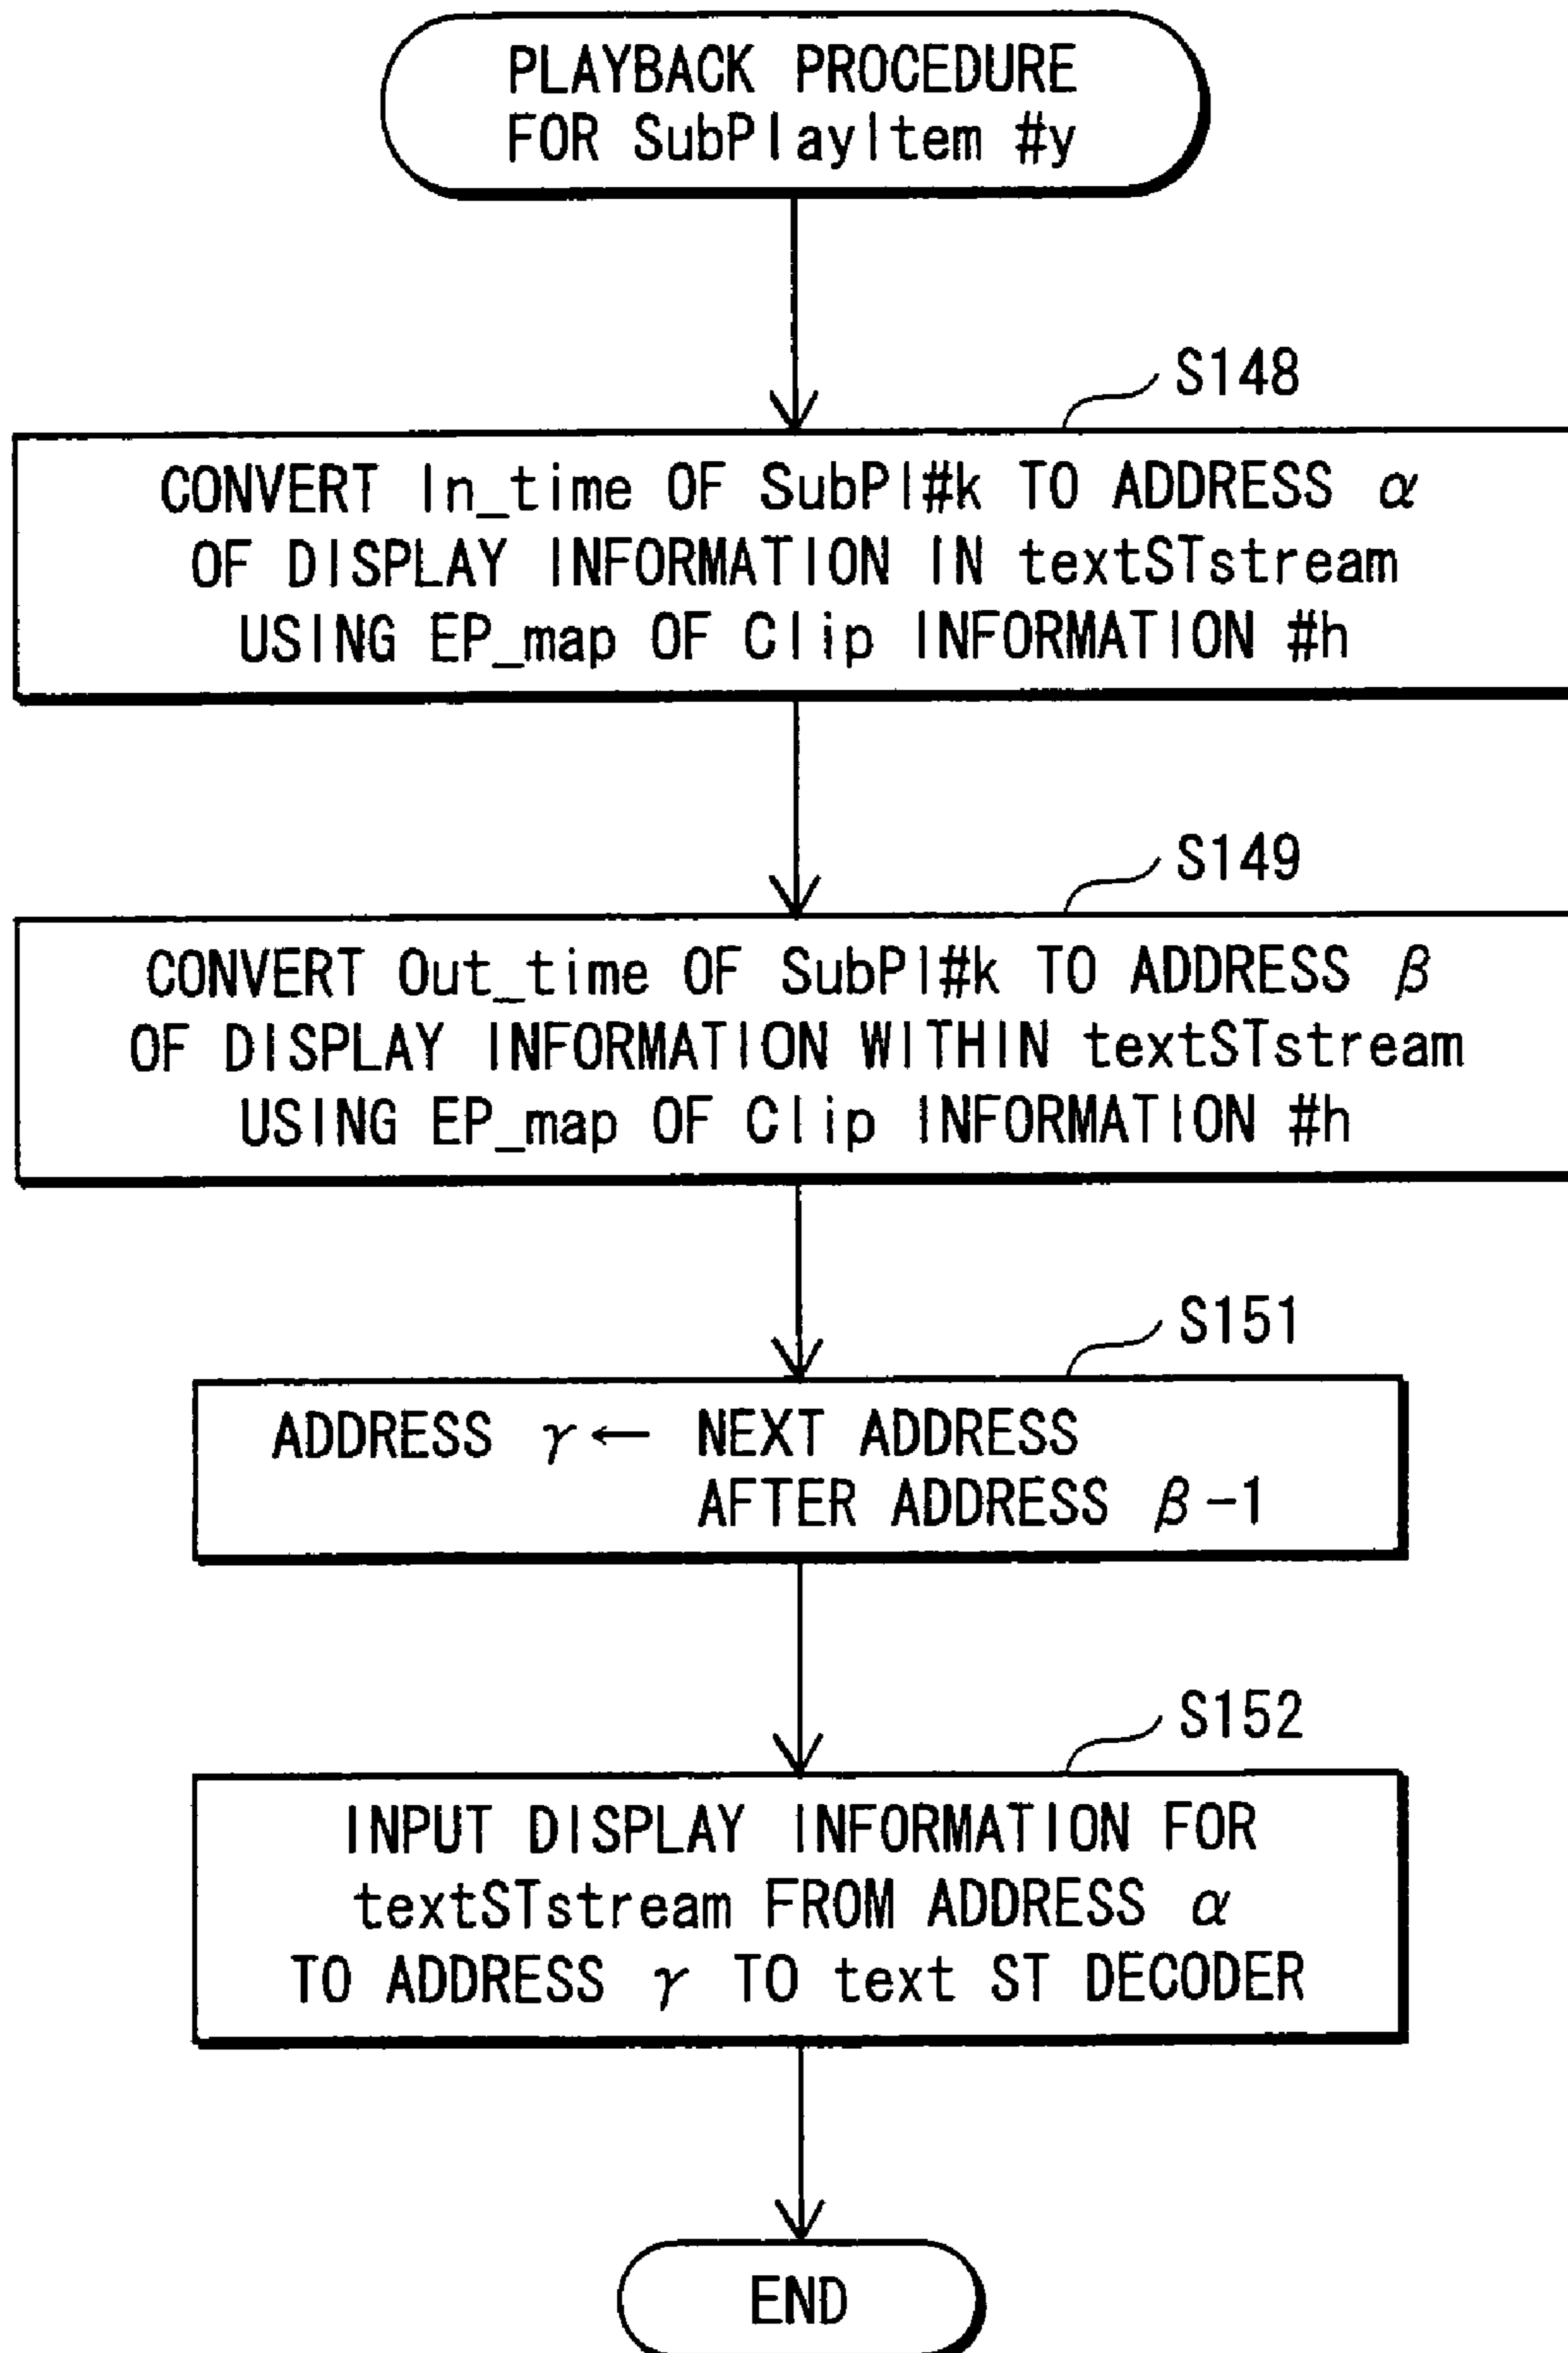 PLAYBACK PROCEDURE
FOR SubPlayItem #y
S148
CONVERT In_time OF SubPI#k TO ADDRESS α
OF DISPLAY INFORMATION IN textSTstream
USING EP_map OF Clip INFORMATION #h
S149
CONVERT Out_time OF SubPI#k TO ADDRESS β
OF DISPLAY INFORMATION WITHIN textSTstream
USING EP_map OF Clip INFORMATION #h
S151
ADDRESS γ ← NEXT ADDRESS
AFTER ADDRESS β-1
S152
INPUT DISPLAY INFORMATION FOR
textSTstream FROM ADDRESS α
TO ADDRESS γ TO text ST DECODER
END